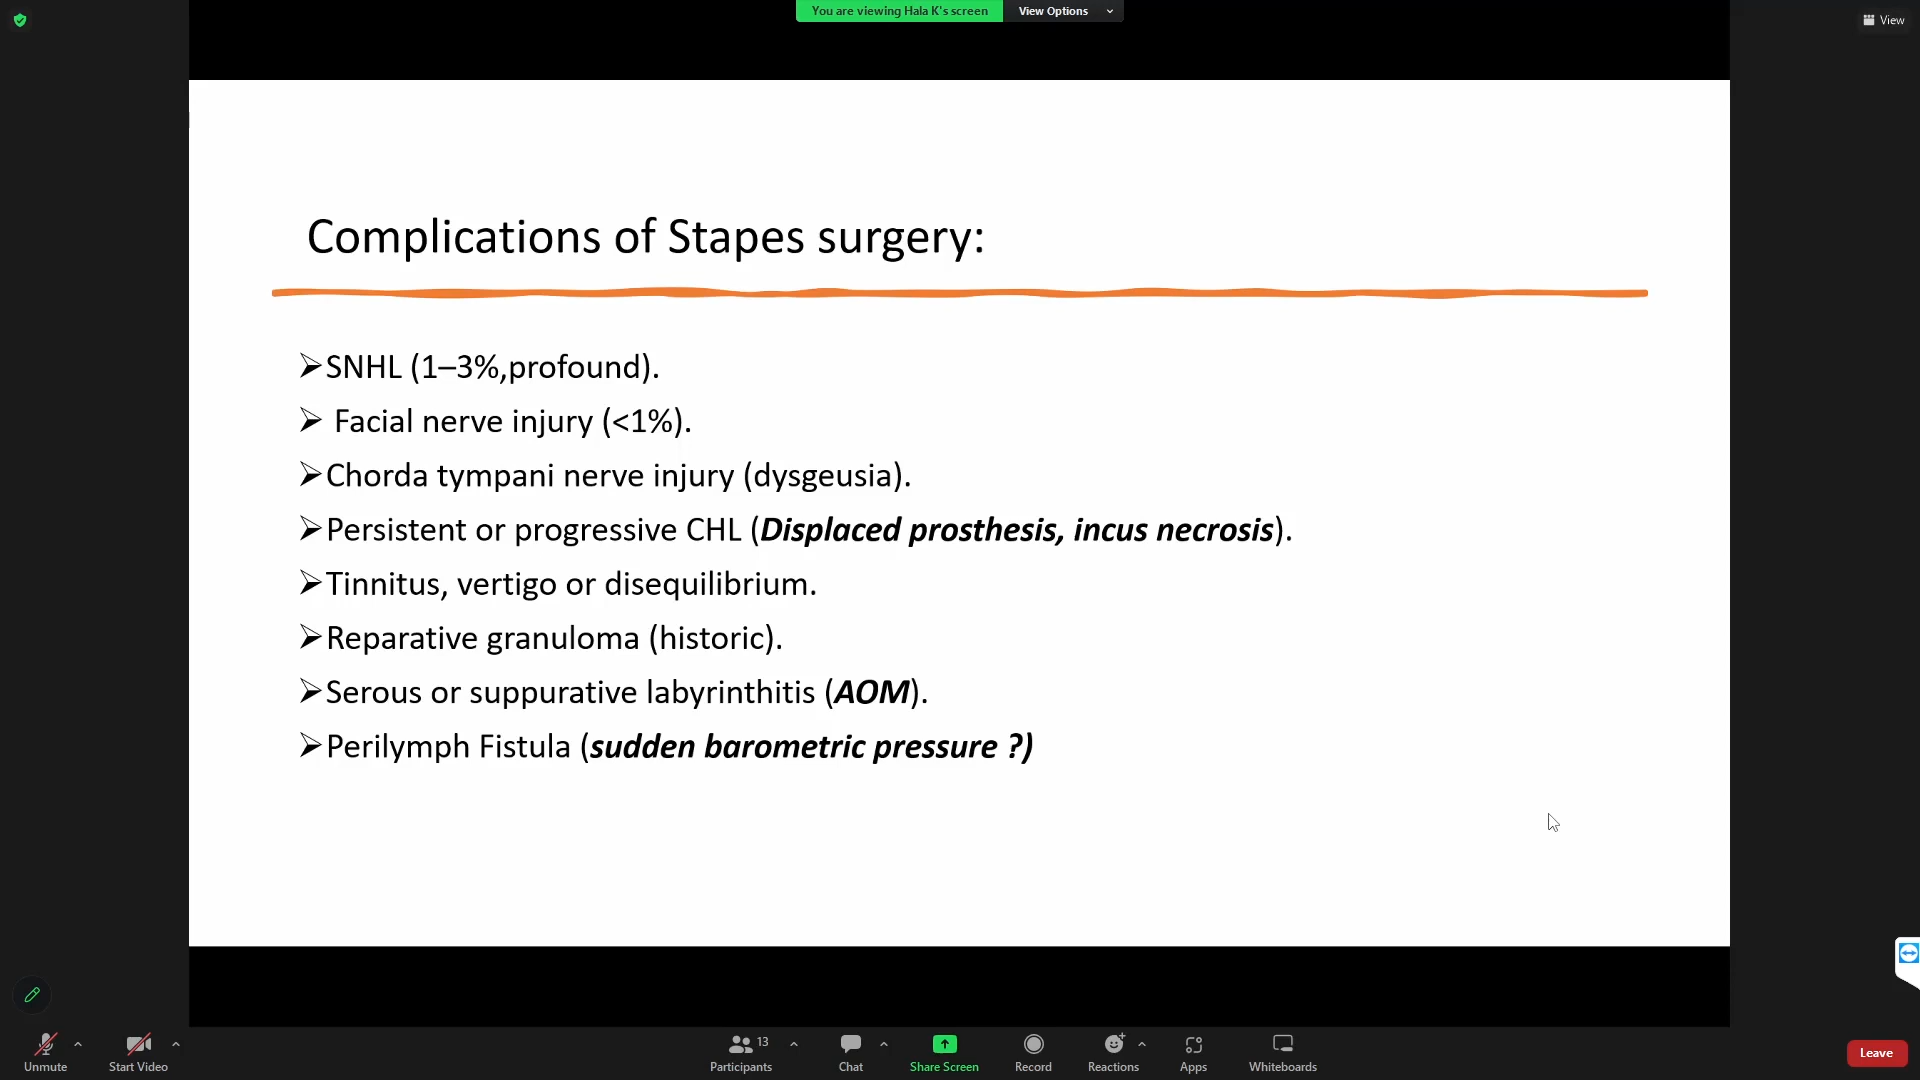 You are viewing Hala K's screen
View Options
View
Complications of Stapes surgery:
➢SNHL (1–3%,profound).
➢ Facial nerve injury (<1%).
➢Chorda tympani nerve injury (dysgeusia).
➢Persistent or progressive CHL (Displaced prosthesis, incus necrosis).
➢Tinnitus, vertigo or disequilibrium.
➢Reparative granuloma (historic).
➢Serous or suppurative labyrinthitis (AOM).
➢Perilymph Fistula (sudden barometric pressure ?)
13
Unmute
Start Video
Participants
Chat
Share Screen
Record
Reactions
Apps
Whiteboards
Leave